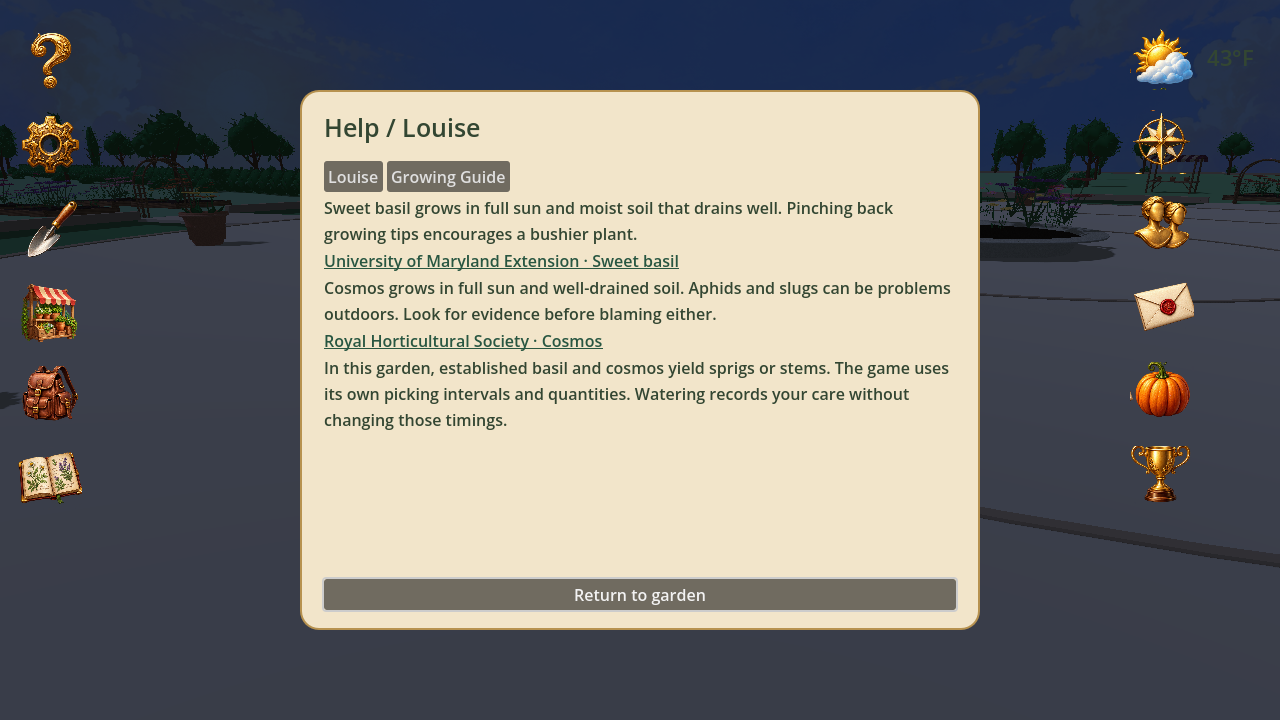 43°F
Help / Louise
Louise Growing Guide
Sweet basil grows in full sun and moist soil that drains well. Pinching back
growing tips encourages a bushier plant.
University of Maryland Extension · Sweet basil
Cosmos grows in full sun and well-drained soil. Aphids and slugs can be problems
outdoors. Look for evidence before blaming either.
Royal Horticultural Society · Cosmos
In this garden, established basil and cosmos yield sprigs or stems. The game uses
its own picking intervals and quantities. Watering records your care without
changing those timings.
Return to garden